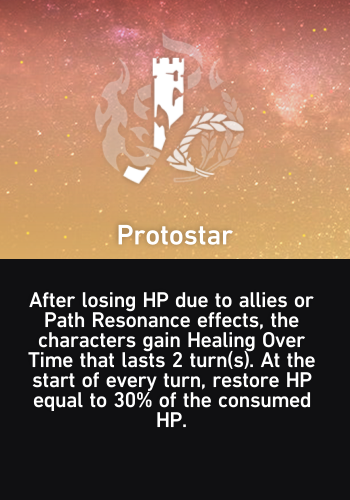 Protostar
After losing HP due to allies or
Path Resonance effects, the
characters gain Healing Over
Time that lasts 2 turn(s). At the
start of every turn, restore HP
equal to 30% of the consumed
HP.